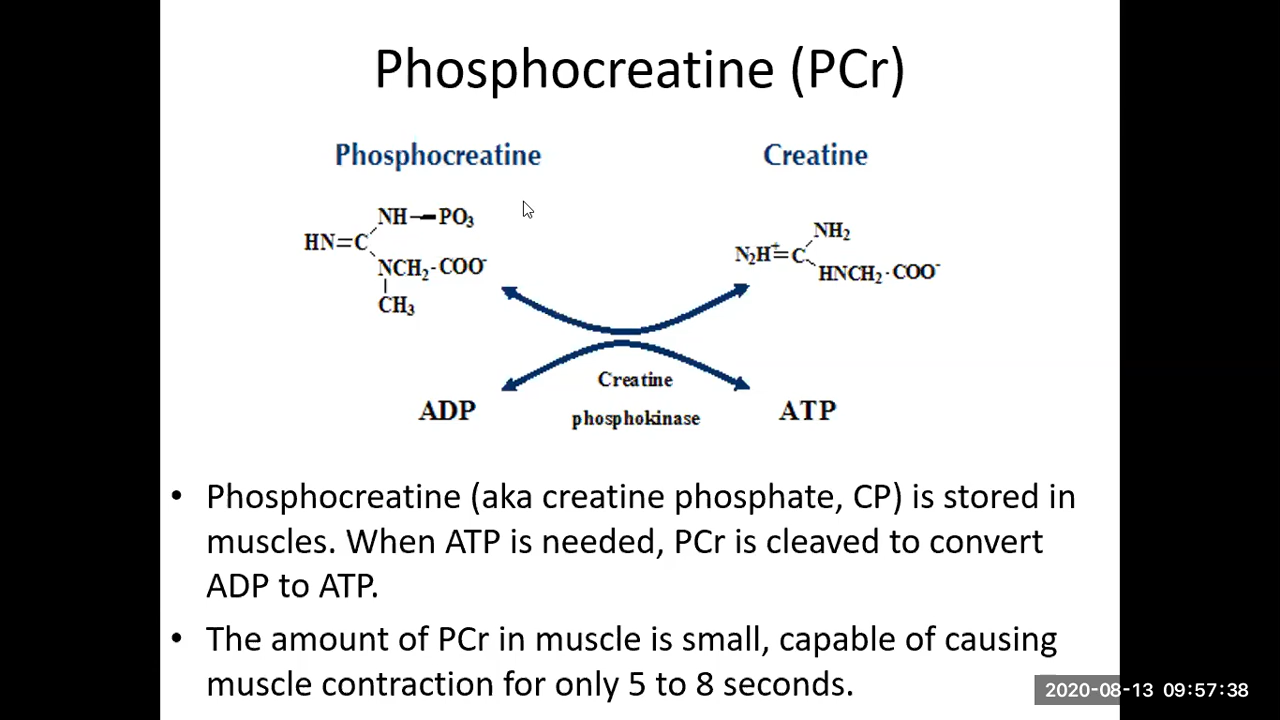 Phosphocreatine (PCr)
Phosphocreatine
Creatine
NH—PO₃
HN=C
NCH₂-COO⁻
CH₃
NH₂
N₂H⁺=C
HNCH₂·COO⁻
Creatine
phosphokinase
ADP
ATP
• Phosphocreatine (aka creatine phosphate, CP) is stored in
muscles. When ATP is needed, PCr is cleaved to convert
ADP to ATP.
• The amount of PCr in muscle is small, capable of causing
muscle contraction for only 5 to 8 seconds.
2020-08-13 09:57:38